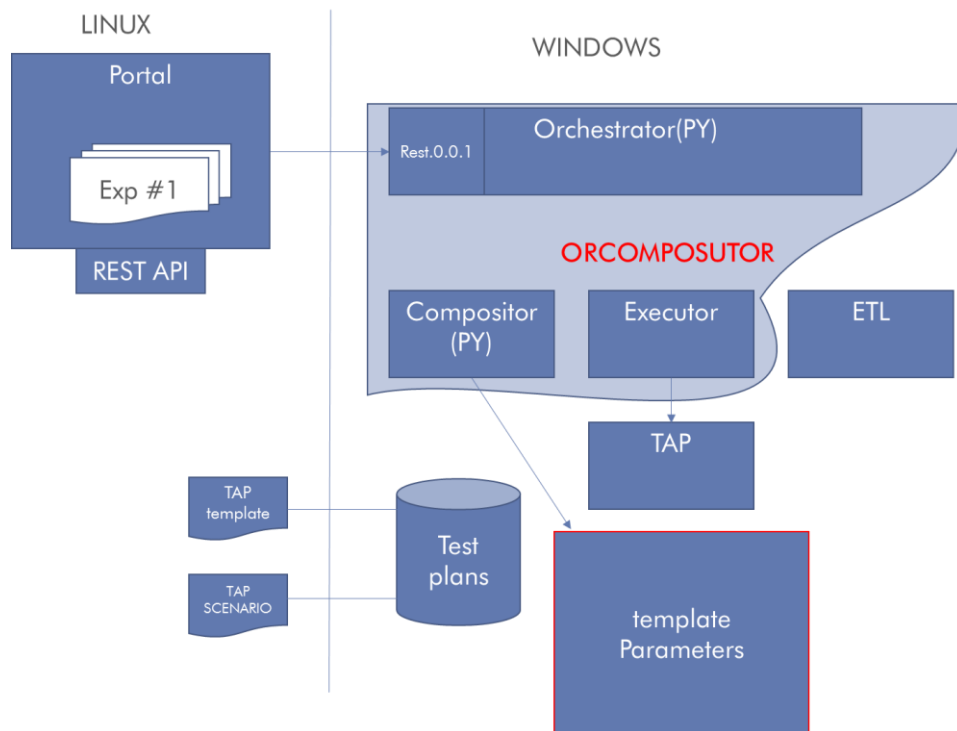 LINUX
WINDOWS
Portal
Exp #1
REST API
Rest.0.0.1
Orchestrator(PY)
ORCOMPOSUTOR
Compositor
(PY)
Executor
ETL
TAP
TAP
template
TAP
SCENARIO
Test
plans
template
Parameters